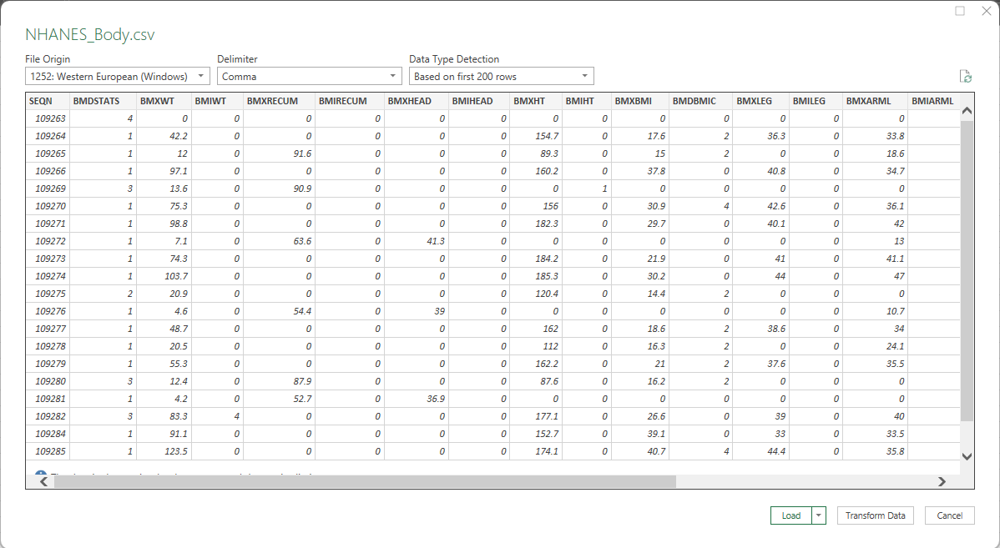 NHANES_Body.csv
File Origin Delimiter Data Type Detection
1252: Western European (Windows) Comma Based on first 200 rows
SEQN BMDSTATS BMXWT BMIWT BMXRECUM BMIRECUM BMXHEAD BMIHEAD BMXHT BMIHT BMXBMI BMDBMIC BMXLEG BMILEG BMXARML BMIARML
109263 4 0 0 0 0 0 0 0 0 0 0 0 0 0
109264 1 42.2 0 0 0 0 0 154.7 0 17.6 2 36.3 0 33.8
109265 1 12 0 91.6 0 0 0 89.3 0 15 2 0 0 18.6
109266 1 97.1 0 0 0 0 0 160.2 0 37.8 0 40.8 0 34.7
109269 3 13.6 0 90.9 0 0 0 0 1 0 0 0 0 0
109270 1 75.3 0 0 0 0 0 156 0 30.9 4 42.6 0 36.1
109271 1 98.8 0 0 0 0 0 182.3 0 29.7 0 40.1 0 42
109272 1 7.1 0 63.6 0 41.3 0 0 0 0 0 0 0 13
109273 1 74.3 0 0 0 0 0 184.2 0 21.9 0 41 0 41.1
109274 1 103.7 0 0 0 0 0 185.3 0 30.2 0 44 0 47
109275 2 20.9 0 0 0 0 0 120.4 0 14.4 2 0 0 0
109276 1 4.6 0 54.4 0 39 0 0 0 0 0 0 0 10.7
109277 1 48.7 0 0 0 0 0 162 0 18.6 2 38.6 0 34
109278 1 20.5 0 0 0 0 0 112 0 16.3 2 0 0 24.1
109279 1 55.3 0 0 0 0 0 162.2 0 21 2 37.6 0 35.5
109280 3 12.4 0 87.9 0 0 0 87.6 0 16.2 2 0 0 0
109281 1 4.2 0 52.7 0 36.9 0 0 0 0 0 0 0 0
109282 3 83.3 4 0 0 0 0 177.1 0 26.6 0 39 0 40
109284 1 91.1 0 0 0 0 0 152.7 0 39.1 0 33 0 33.5
109285 1 123.5 0 0 0 0 0 174.1 0 40.7 4 44.4 0 35.8
Load Transform Data Cancel